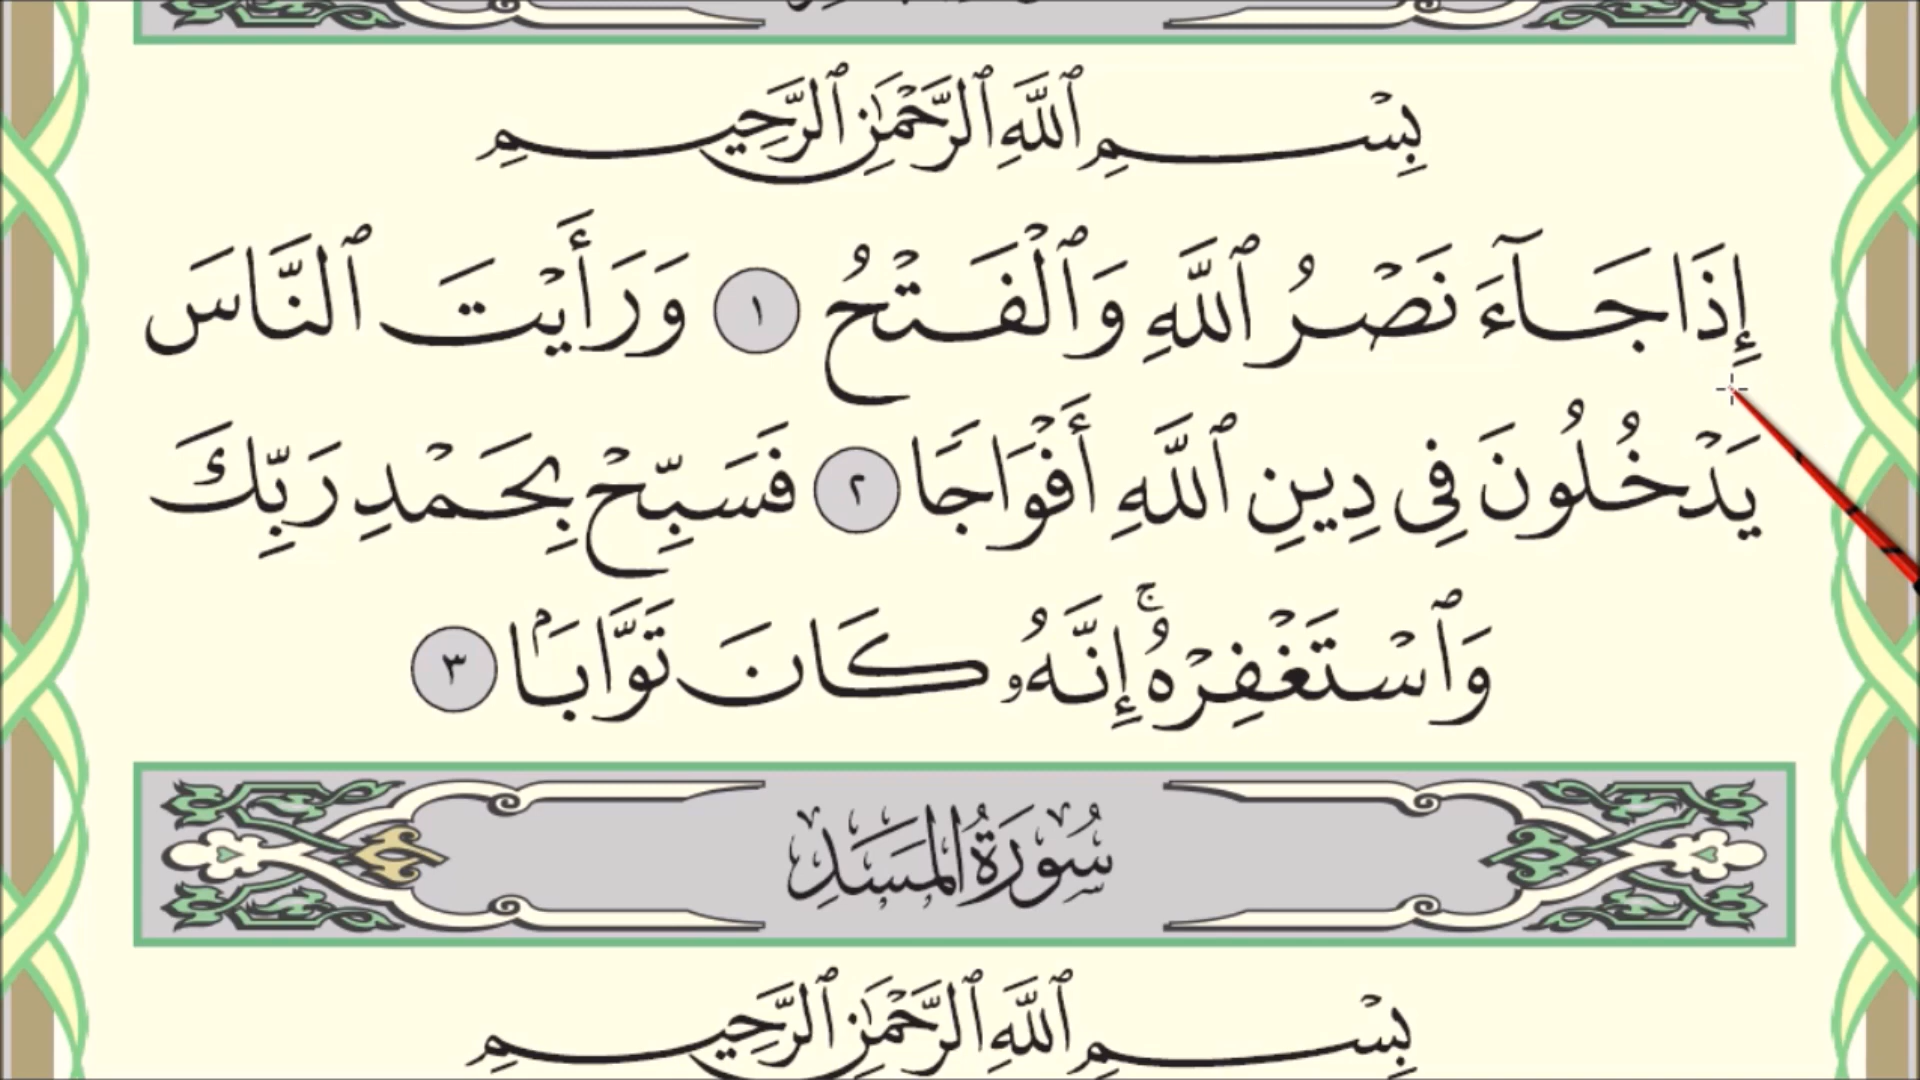 بِسْمِ ٱللَّهِ ٱلرَّحْمَٰنِ ٱلرَّحِيمِ
إِذَا جَآءَ نَصْرُ ٱللَّهِ وَٱلْفَتْحُ ١ وَرَأَيْتَ ٱلنَّاسَ
يَدْخُلُونَ فِى دِينِ ٱللَّهِ أَفْوَاجًا ٢ فَسَبِّحْ بِحَمْدِ رَبِّكَ
وَٱسْتَغْفِرْهُ ۚ إِنَّهُۥ كَانَ تَوَّابَۢا ٣
سُورَةُ المَسَدِ
بِسْمِ ٱللَّهِ ٱلرَّحْمَٰنِ ٱلرَّحِيمِ